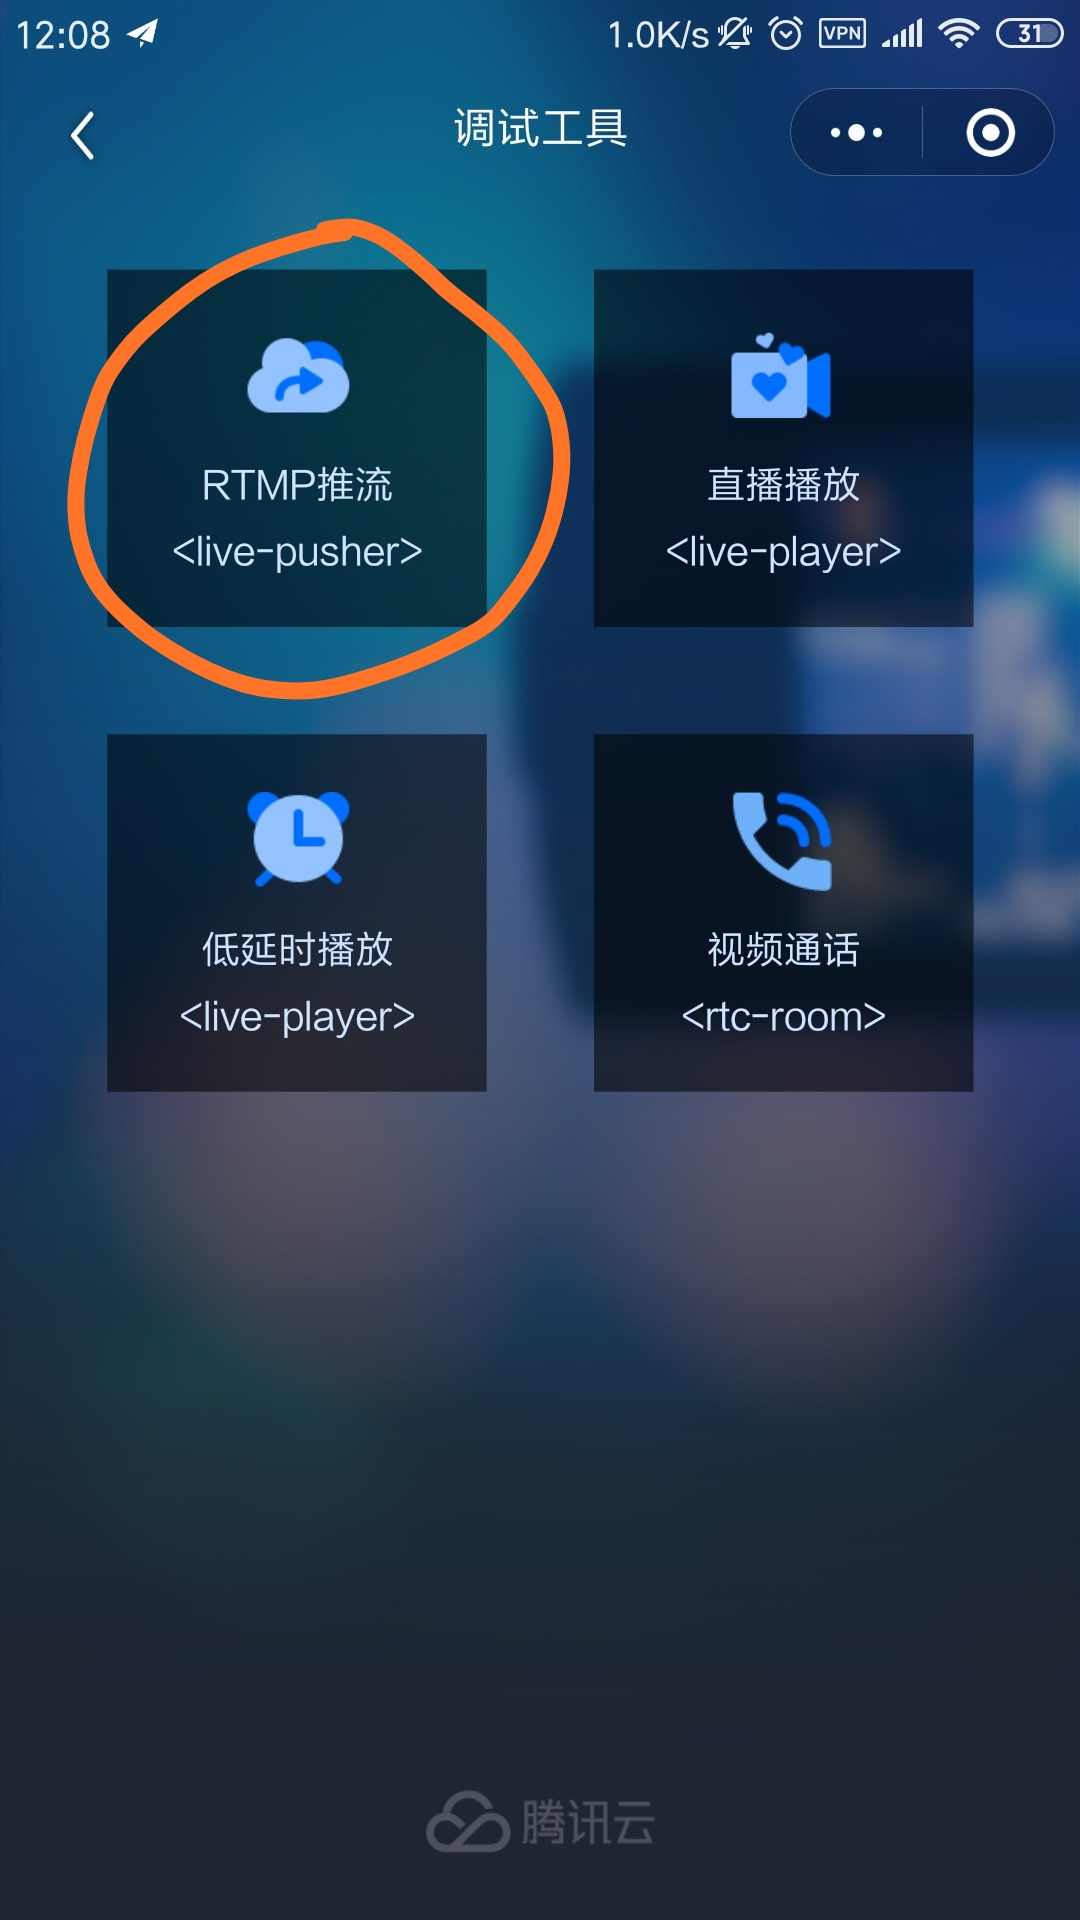 12:08
1.0K/s
VPN
31
调试工具
RTMP推流
<live-pusher>
直播播放
<live-player>
低延时播放
<live-player>
视频通话
<rtc-room>
腾讯云